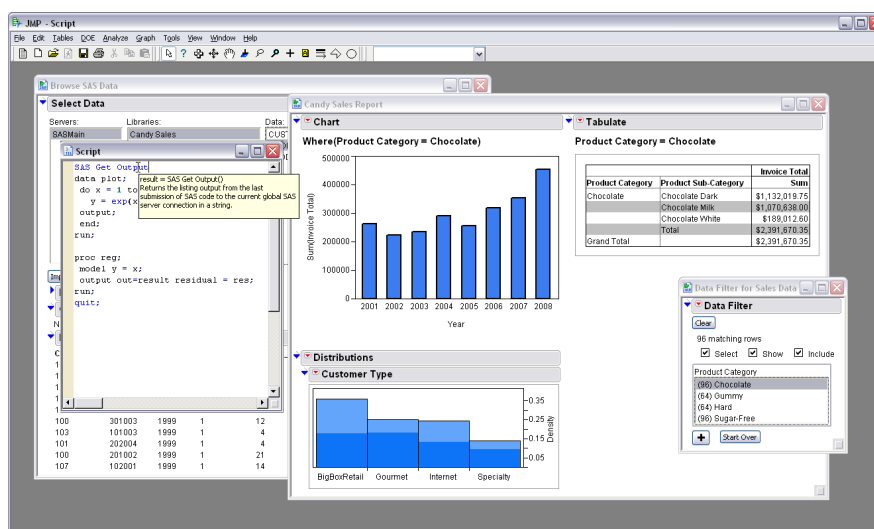 JMP - Script
File Edit Tables DOE Analyze Graph Tools View Window Help
Browse SAS Data
Select Data
Servers: Libraries: Data:
SASMain Candy Sales
Script
SAS Get Output
data plot;
do x = 1 to
y = exp(x
output;
end;
run;
proc reg;
model y = x;
output out=result residual = res;
run;
quit;
result = SAS Get Output()
Returns the listing output from the last
submission of SAS code to the current global SAS
server connection in a string.
100 301003 1999 1 12
103 101003 1999 1 4
101 202004 1999 1 4
100 201002 1999 1 21
107 102001 1999 1 14
Candy Sales Report
Chart
Where(Product Category = Chocolate)
Sum(Invoice Total)
500000
400000
300000
200000
100000
0
2001 2002 2003 2004 2005 2006 2007 2008
Year
Tabulate
Product Category = Chocolate
Invoice Total
Product Category Product Sub-Category Sum
Chocolate Chocolate Dark $1,132,019.75
Chocolate Milk $1,070,638.00
Chocolate White $189,012.60
Total $2,391,670.35
Grand Total $2,391,670.35
Distributions
Customer Type
0.35
0.25
0.15
0.05
Density
BigBoxRetail Gourmet Internet Specialty
Data Filter for Sales Data
Data Filter
Clear
96 matching rows
Select Show Include
Product Category
(96) Chocolate
(64) Gummy
(64) Hard
(96) Sugar-Free
Start Over